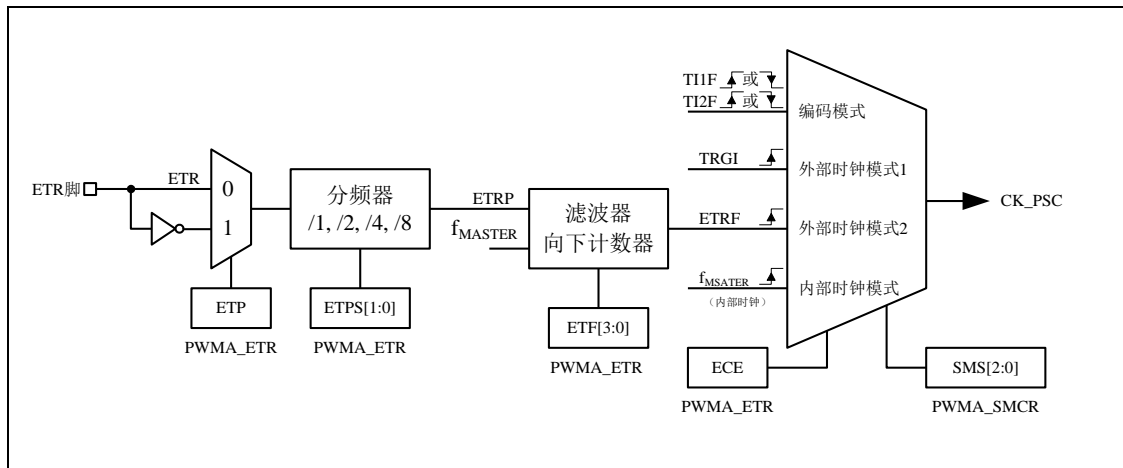 TI1F 或
TI2F 或
编码模式
TRGI
外部时钟模式1
ETR脚
ETR
0
1
分频器
/1, /2, /4, /8
ETRP
fMASTER
滤波器
向下计数器
ETRF
外部时钟模式2
CK_PSC
fMSATER
（内部时钟）
内部时钟模式
ETP
PWMA_ETR
ETPS[1:0]
PWMA_ETR
ETF[3:0]
PWMA_ETR
ECE
PWMA_ETR
SMS[2:0]
PWMA_SMCR